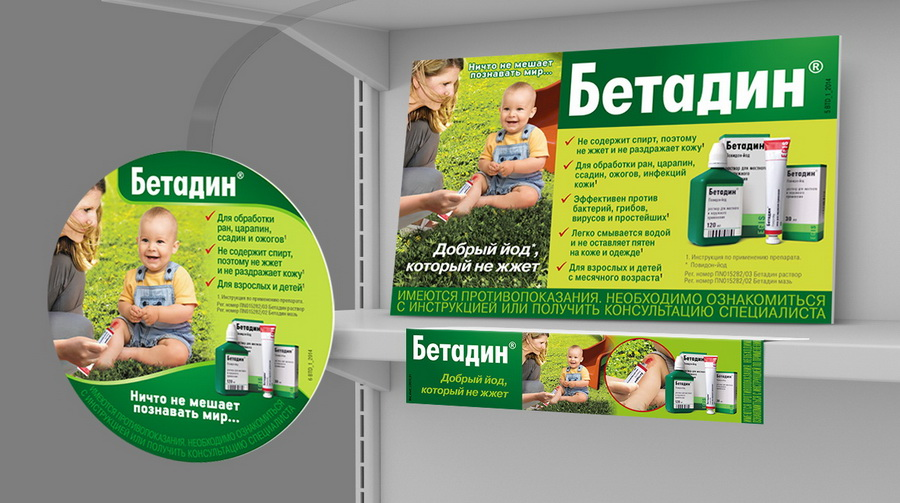 Бетадин®
Для обработки
ран, царапин,
ссадин и ожогов¹
Не содержит спирт,
поэтому не жжет
и не раздражает кожу¹
Для взрослых и детей¹
1. Инструкция по применению препарата.
Рег. номер ПN015282/03 Бетадин раствор
Рег. номер ПN015282/02 Бетадин мазь
Бетадин
Ничто не мешает
познавать мир...
ИМЕЮТСЯ ПРОТИВОПОКАЗАНИЯ. НЕОБХОДИМО ОЗНАКОМИТЬСЯ
С ИНСТРУКЦИЕЙ ИЛИ ПОЛУЧИТЬ КОНСУЛЬТАЦИЮ СПЕЦИАЛИСТА
Ничто не мешает
познавать мир...
Бетадин®
Не содержит спирт, поэтому
не жжет и не раздражает кожу¹
Для обработки ран, царапин,
ссадин, ожогов, инфекций
кожи¹
Эффективен против
бактерий, грибов,
вирусов и простейших¹
Легко смывается водой
и не оставляет пятен
на коже и одежде¹
Для взрослых и детей
с месячного возраста¹
Добрый йод*,
который не жжет
Бетадин
Повидон-йод
120 мл
Бетадин
Бетадин
30 мл
1. Инструкция по применению препарата.
* Повидон-йод
Рег. номер ПN015282/03 Бетадин раствор
Рег. номер ПN015282/02 Бетадин мазь
ИМЕЮТСЯ ПРОТИВОПОКАЗАНИЯ. НЕОБХОДИМО ОЗНАКОМИТЬСЯ
С ИНСТРУКЦИЕЙ ИЛИ ПОЛУЧИТЬ КОНСУЛЬТАЦИЮ СПЕЦИАЛИСТА
Бетадин®
Добрый йод,
который не жжет
Бетадин